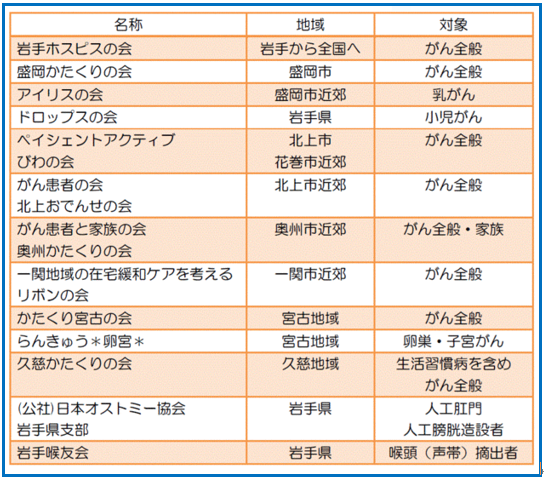 名称 地域 対象
岩手ホスピスの会 岩手から全国へ がん全般
盛岡かたくりの会 盛岡市 がん全般
アイリスの会 盛岡市近郊 乳がん
ドロップスの会 岩手県 小児がん
ペイシェントアクティブ 北上市 がん全般
びわの会 花巻市近郊
がん患者の会 北上市近郊 がん全般
北上おでんせの会
がん患者と家族の会 奥州市近郊 がん全般・家族
奥州かたくりの会
一関地域の在宅緩和ケアを考える 一関市近郊 がん全般
リボンの会
かたくり宮古の会 宮古地域 がん全般
らんきゅう＊卵宮＊ 宮古地域 卵巣・子宮がん
久慈かたくりの会 久慈地域 生活習慣病を含め
がん全般
(公社)日本オストミー協会 岩手県 人工肛門
岩手県支部 人工膀胱造設者
岩手喉友会 岩手県 喉頭（声帯）摘出者